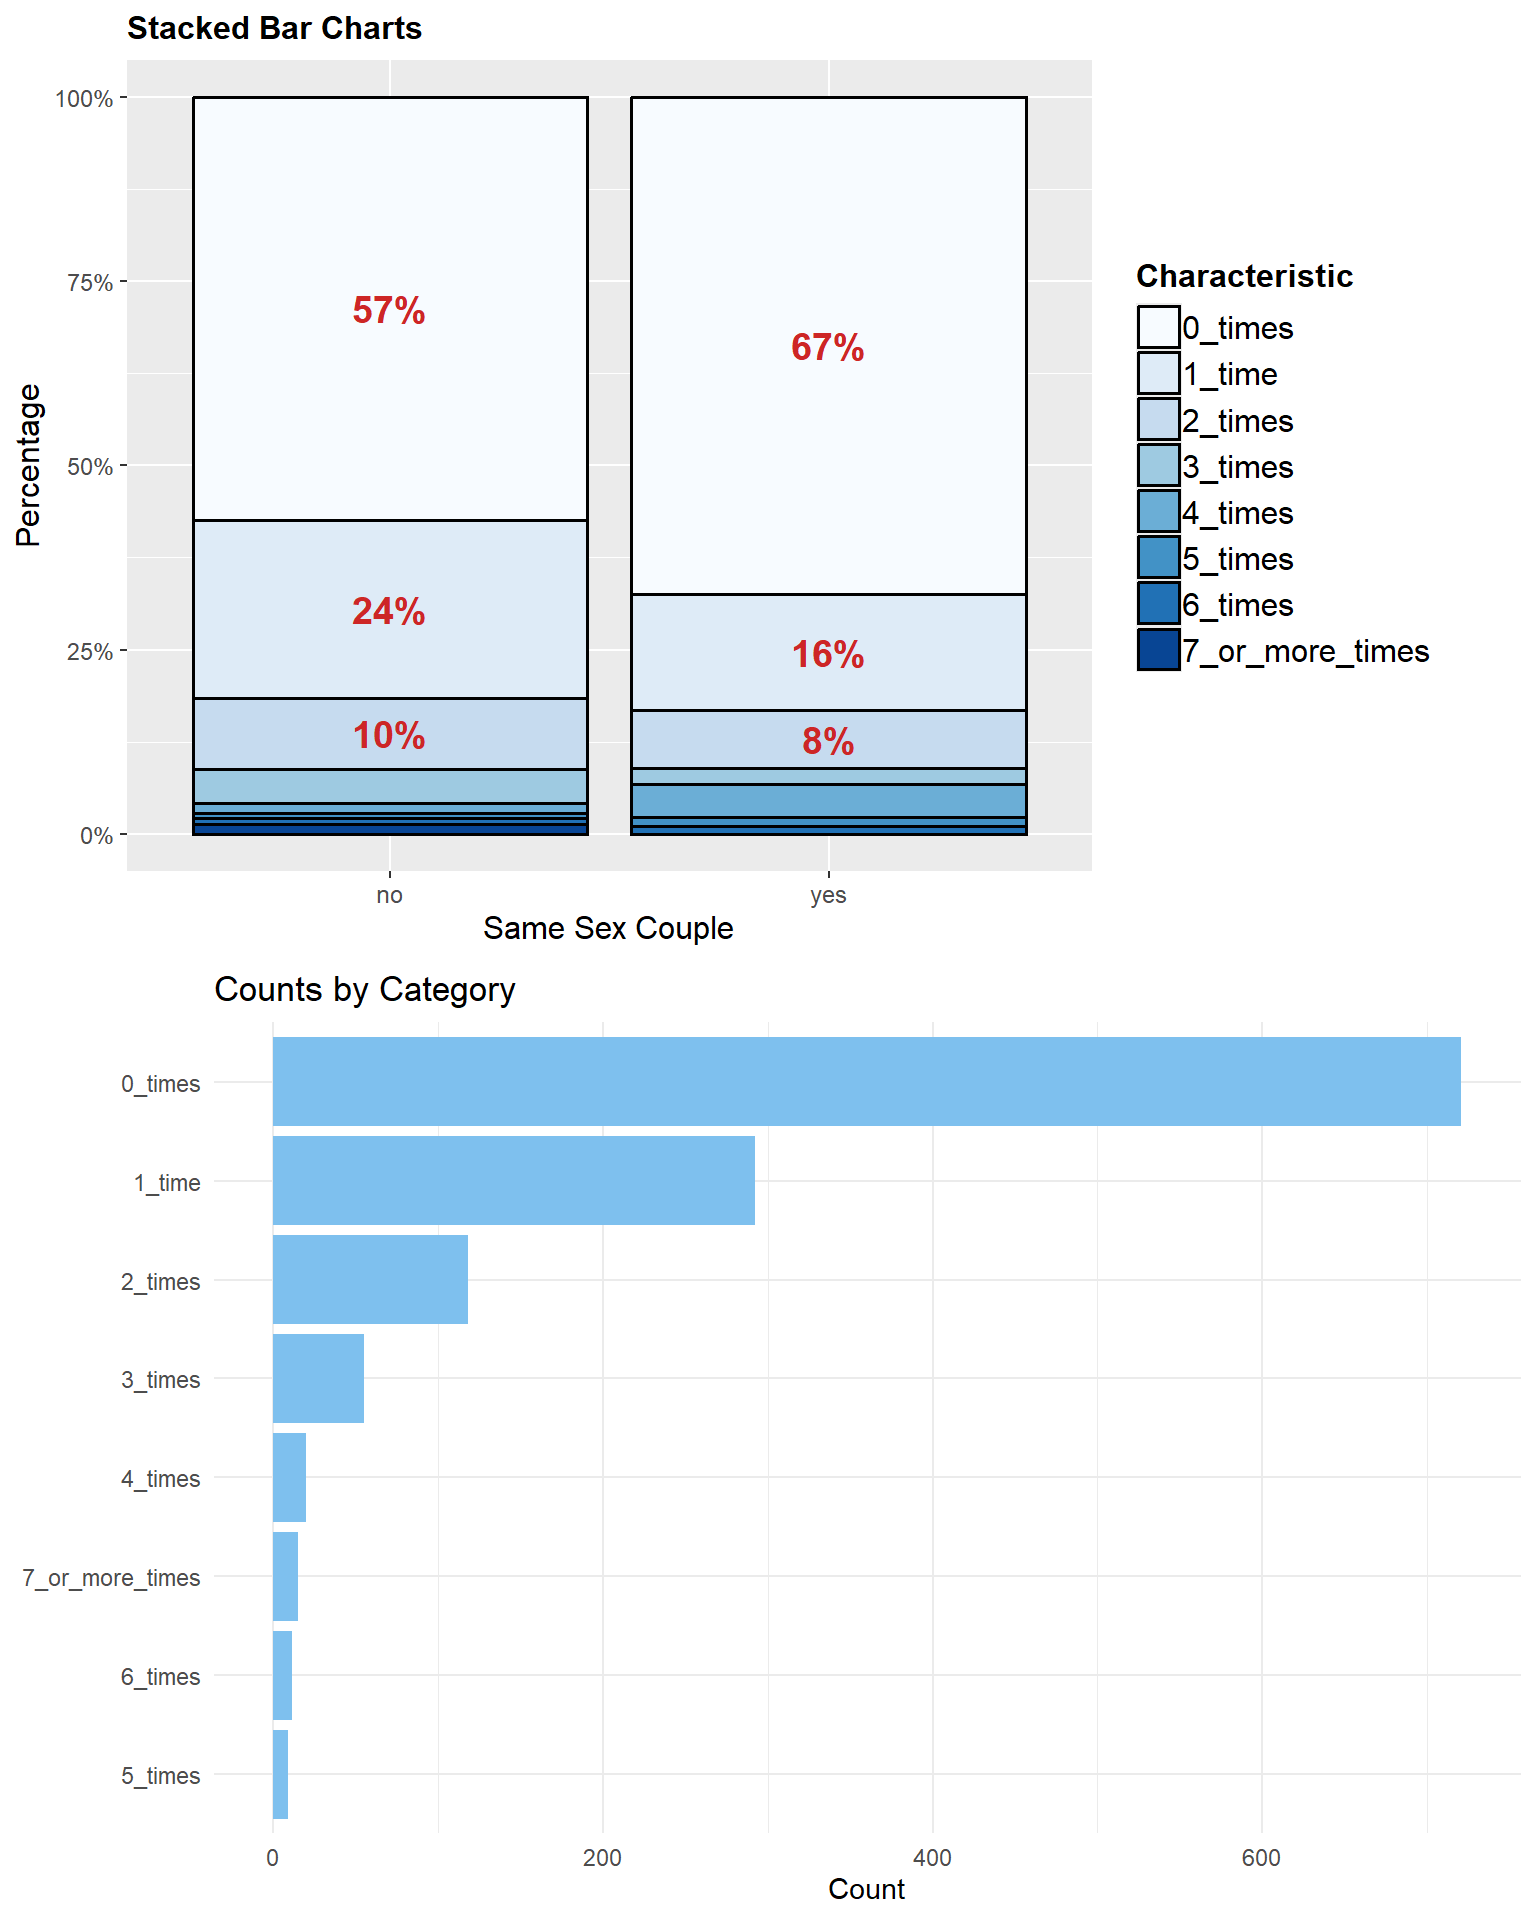 Stacked Bar Charts
100%
75%
50%
25%
0%
Percentage
57%
24%
10%
67%
16%
8%
no
yes
Same Sex Couple
Characteristic
0_times
1_time
2_times
3_times
4_times
5_times
6_times
7_or_more_times
Counts by Category
0_times
1_time
2_times
3_times
4_times
7_or_more_times
6_times
5_times
0
200
400
600
Count